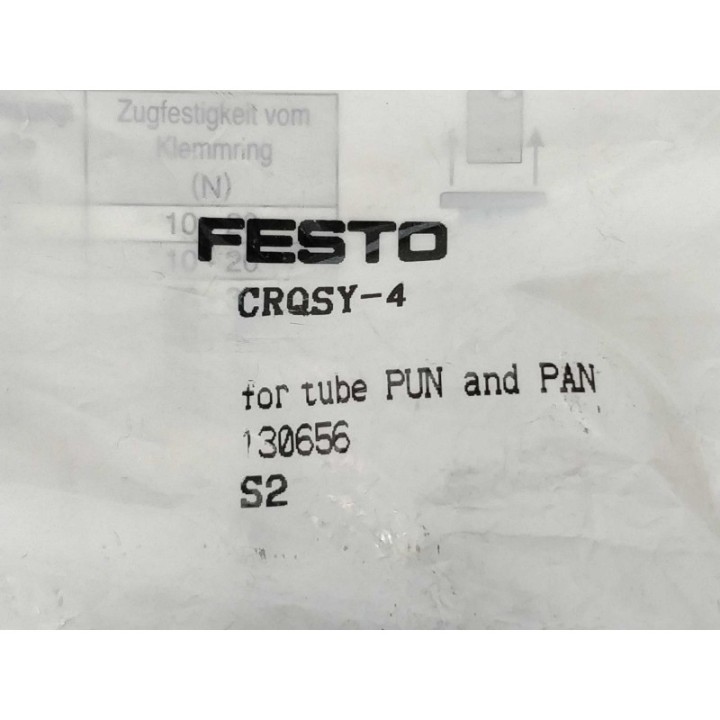 Zugfestigkeit vom
Klemmring
(N)
FESTO
CRQSY-4
for tube PUN and PAN
130656
S2